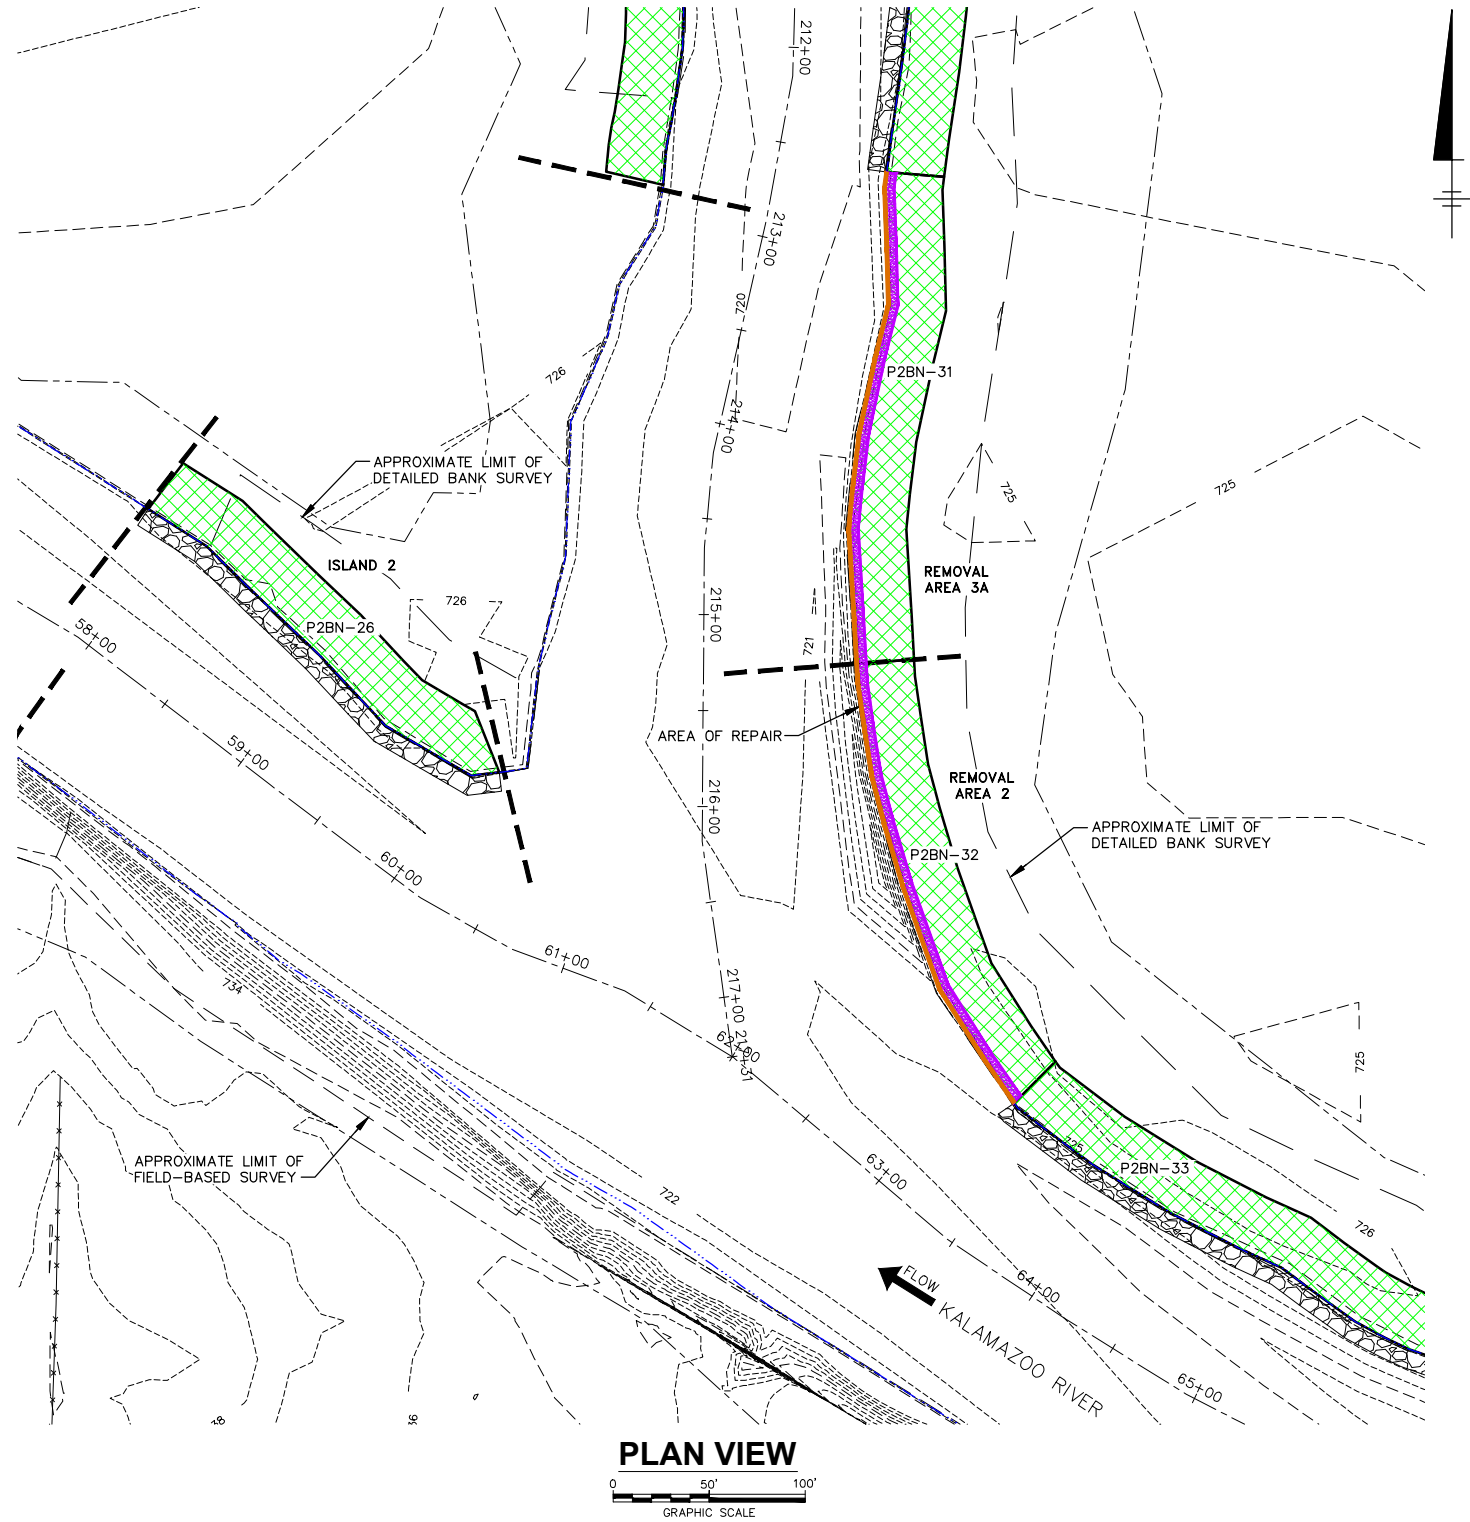 212+00
213+00
720
P2BN-31
726
214+00
APPROXIMATE LIMIT OF
DETAILED BANK SURVEY
725
725
ISLAND 2
REMOVAL
AREA 3A
726
215+00
P2BN-26
58+00
721
AREA OF REPAIR
59+00
REMOVAL
AREA 2
216+00
APPROXIMATE LIMIT OF
DETAILED BANK SURVEY
P2BN-32
60+00
61+00
734
217+00
62+00
725
APPROXIMATE LIMIT OF
FIELD-BASED SURVEY
725
P2BN-33
63+00
722
726
FLOW
64+00
KALAMAZOO RIVER
65+00
PLAN VIEW
0 50' 100'
GRAPHIC SCALE